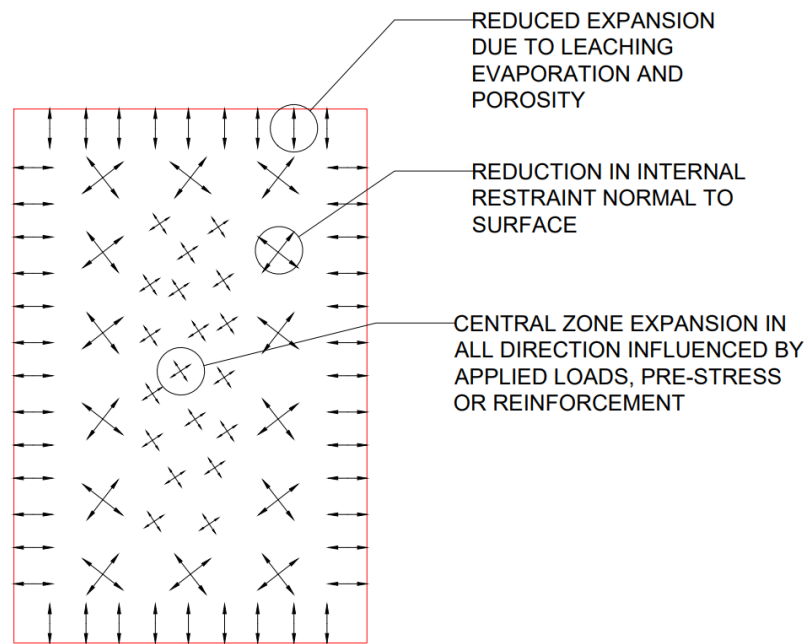 REDUCED EXPANSION
DUE TO LEACHING
EVAPORATION AND
POROSITY
REDUCTION IN INTERNAL
RESTRAINT NORMAL TO
SURFACE
CENTRAL ZONE EXPANSION IN
ALL DIRECTION INFLUENCED BY
APPLIED LOADS, PRE-STRESS
OR REINFORCEMENT